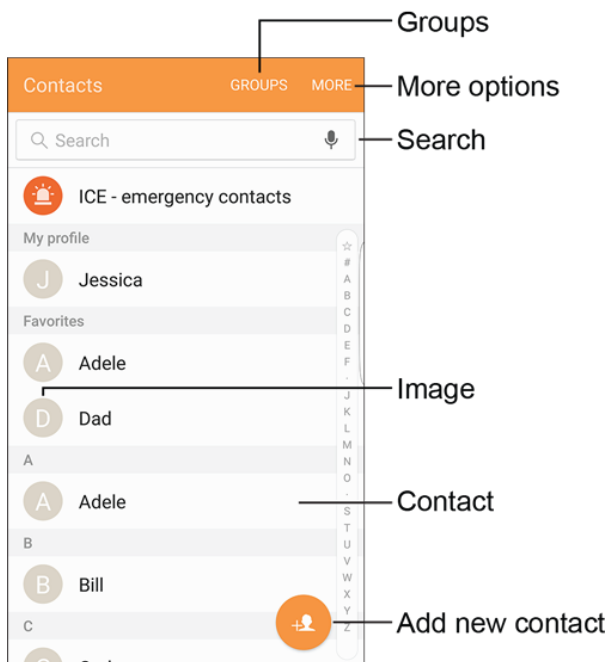 Groups
Contacts GROUPS MORE More options
Search Search
ICE - emergency contacts
My profile
J Jessica
Favorites
A Adele
Image
D Dad
A
A Adele Contact
B
B Bill
C
Add new contact
☆
#
A
B
C
D
E
F
·
J
K
L
M
N
O
·
S
T
U
V
W
X
Y
Z